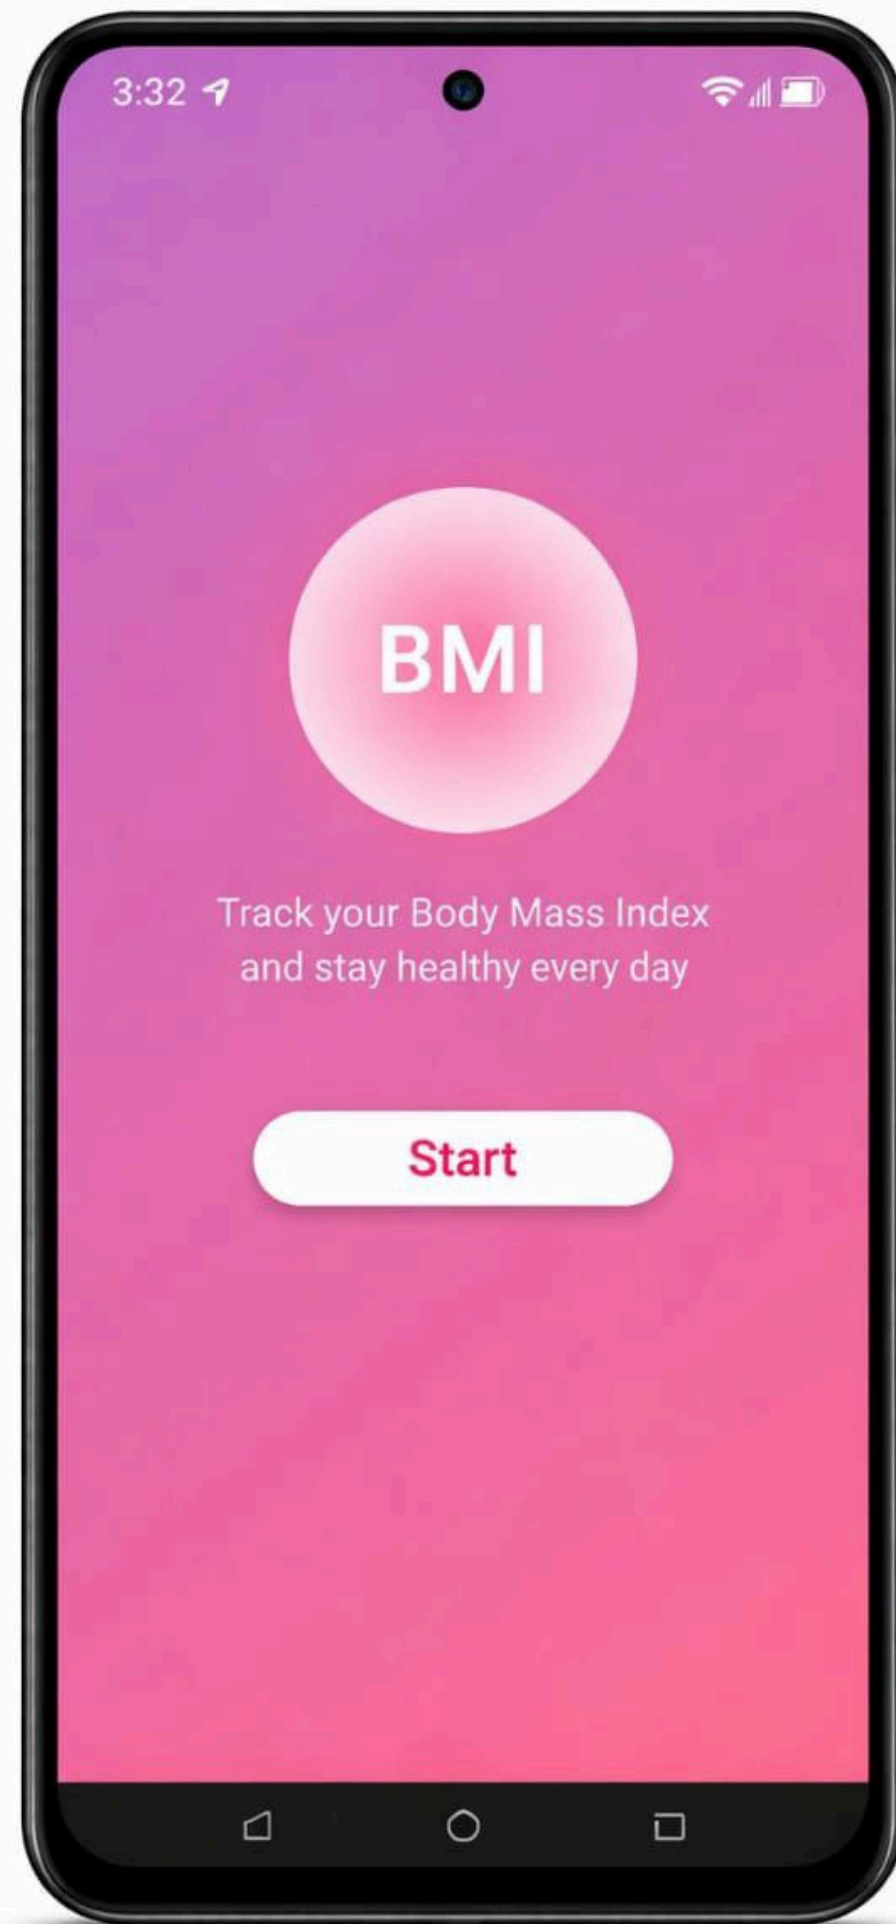 3:32
BMI
Track your Body Mass Index
and stay healthy every day
Start